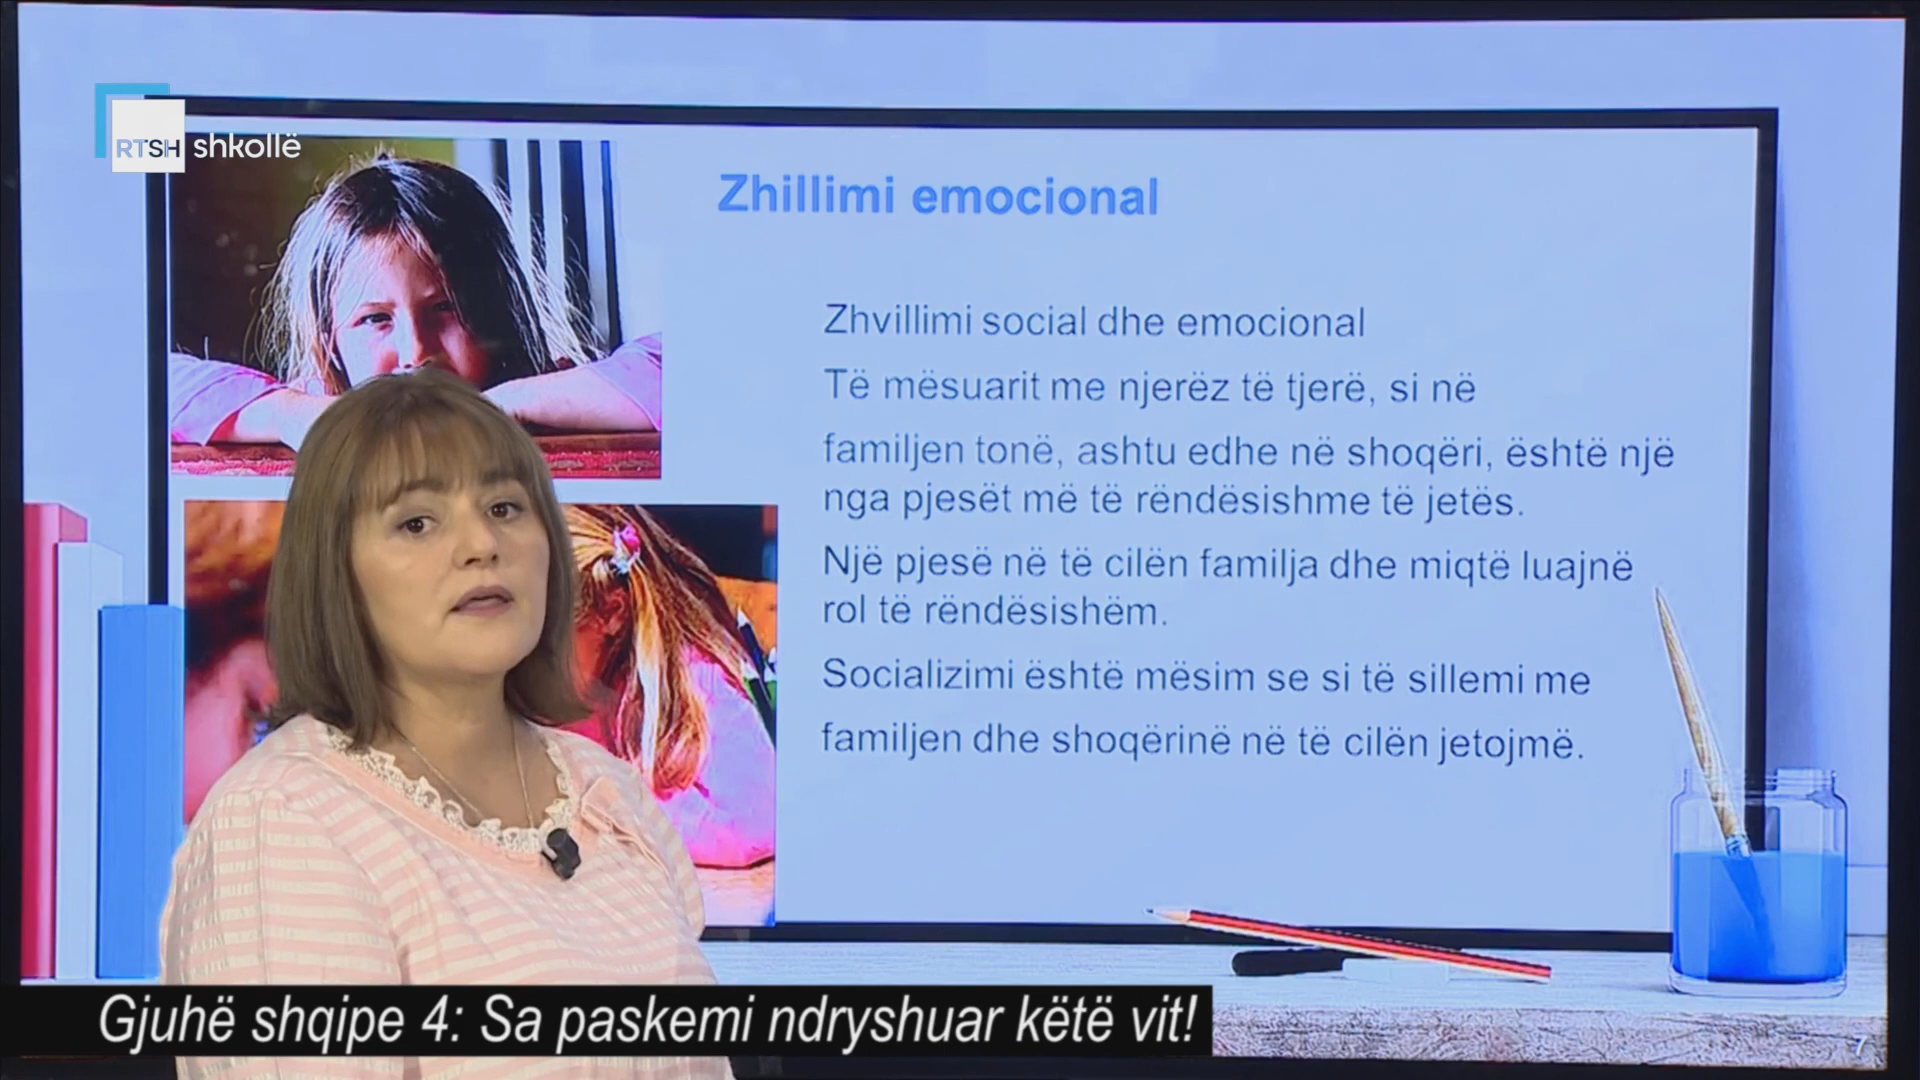 RTSH shkollë
Zhillimi emocional
Zhvillimi social dhe emocional
Të mësuarit me njerëz të tjerë, si në
familjen tonë, ashtu edhe në shoqëri, është një
nga pjesët më të rëndësishme të jetës.
Një pjesë në të cilën familja dhe miqtë luajnë
rol të rëndësishëm.
Socializimi është mësim se si të sillemi me
familjen dhe shoqërinë në të cilën jetojmë.
Gjuhë shqipe 4: Sa paskemi ndryshuar këtë vit!
7